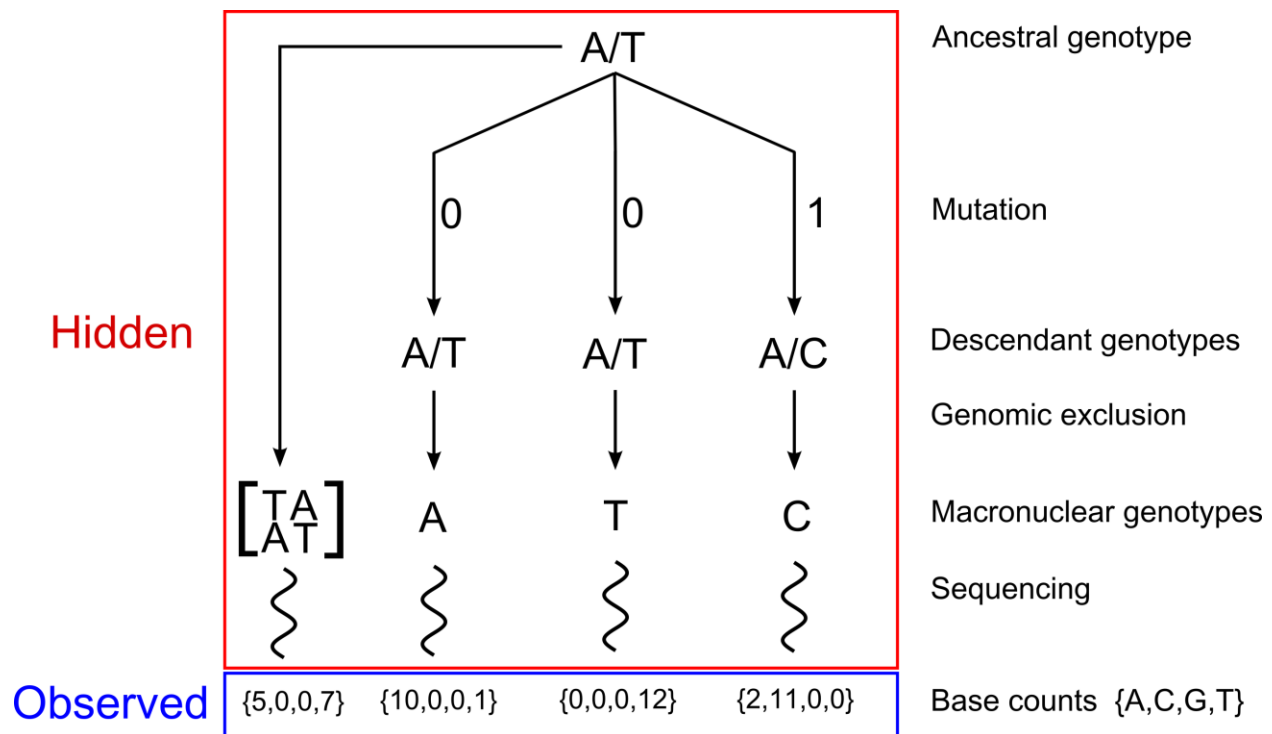 A/T
Ancestral genotype
0
0
1
Mutation
Hidden
A/T
A/T
A/C
Descendant genotypes
Genomic exclusion
[TA
AT]
A
T
C
Macronuclear genotypes
Sequencing
Observed
{5,0,0,7}
{10,0,0,1}
{0,0,0,12}
{2,11,0,0}
Base counts {A,C,G,T}